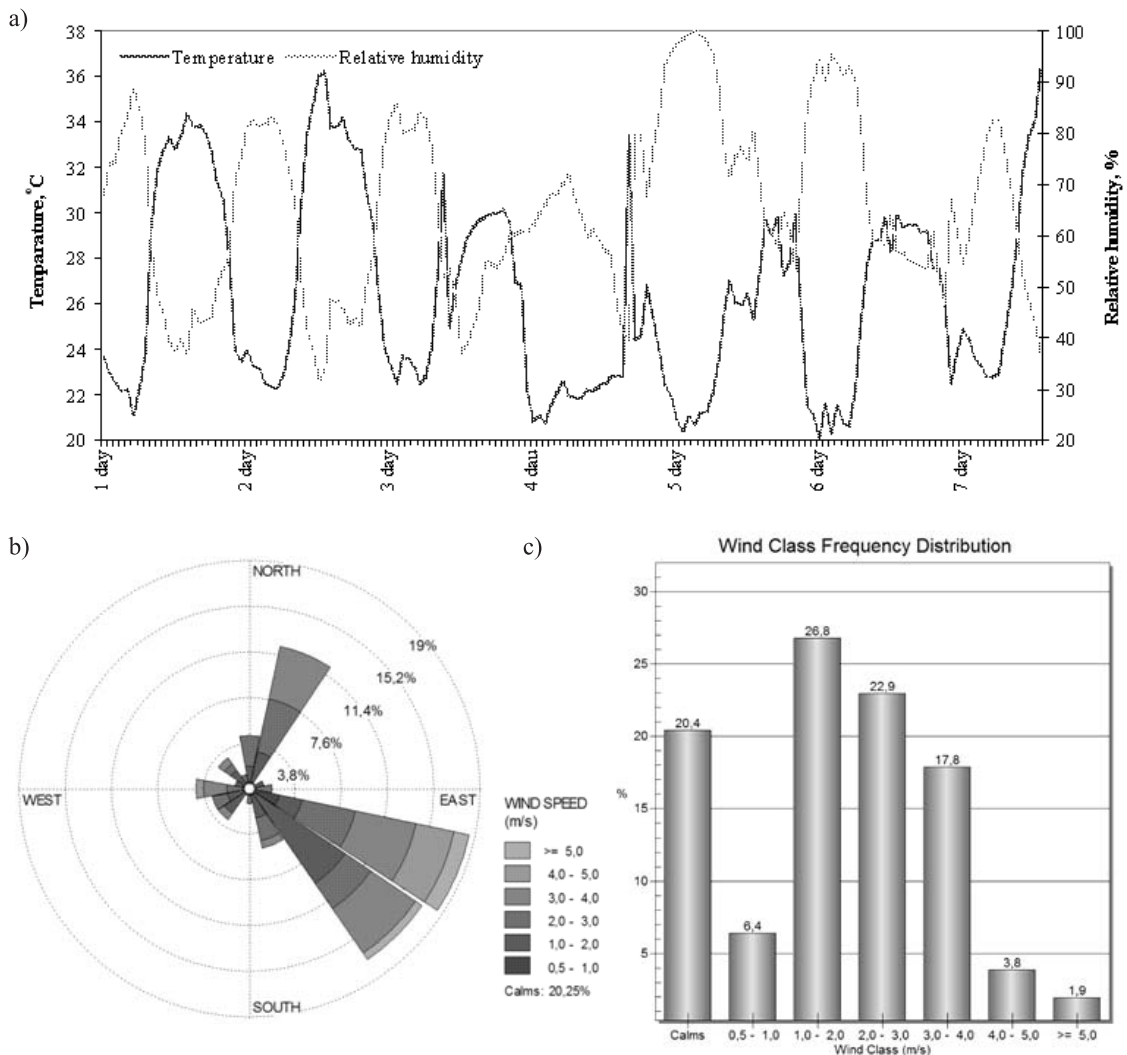 a)
38
36
34
32
30
28
26
24
22
20
Temparature,°C
Temperature
Relative humidity
100
90
80
70
60
50
40
30
20
Relative humidity, %
1 day
2 day
3 day
4 dau
5 day
6 day
7 day
b)
NORTH
19%
15,2%
11,4%
7,6%
3,8%
WEST
EAST
SOUTH
WIND SPEED
(m/s)
>= 5,0
4,0 - 5,0
3,0 - 4,0
2,0 - 3,0
1,0 - 2,0
0,5 - 1,0
Calms: 20,25%
c)
Wind Class Frequency Distribution
30
25
20
15
10
5
%
20,4
6,4
26,8
22,9
17,8
3,8
1,9
Calms
0,5 - 1,0
1,0 - 2,0
2,0 - 3,0
3,0 - 4,0
4,0 - 5,0
>= 5,0
Wind Class (m/s)